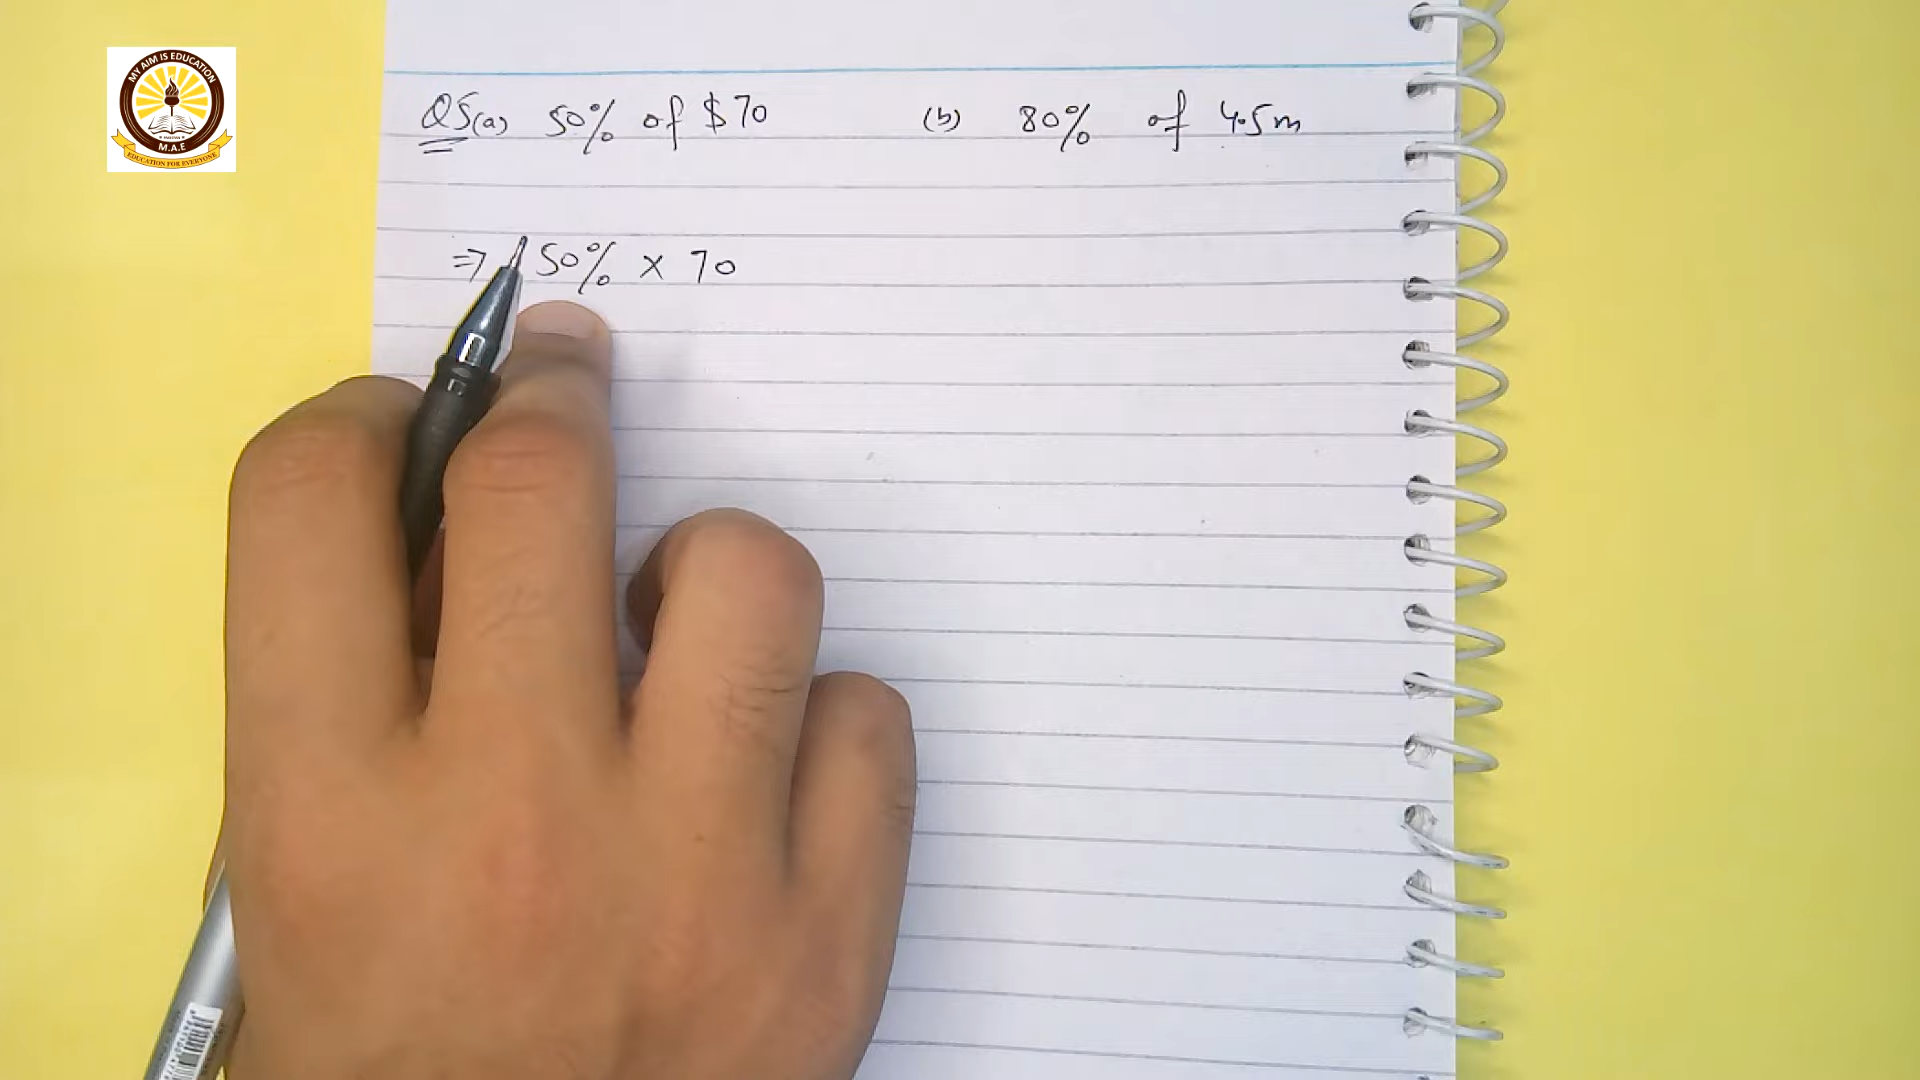 MY AIM IS EDUCATION
M.A.E
EDUCATION FOR EVERYONE
Q5(a) 50% of $70 (b) 80% of 4.5m
⇒ 50% × 70